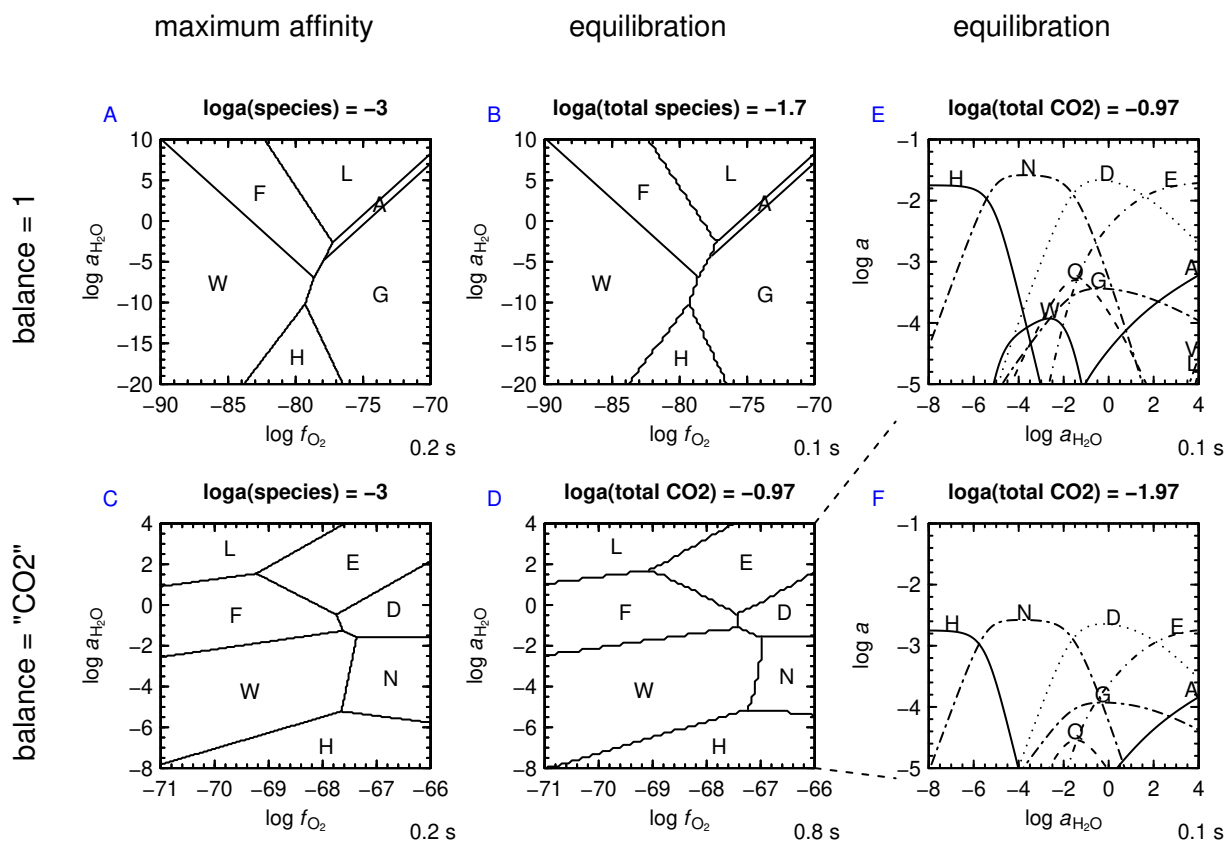 maximum affinity
equilibration
equilibration
balance = 1
A
loga(species) = −3
10
5
0
−5
−10
−15
−20
log aH2O
F
L
A
W
G
H
−90 −85 −80 −75 −70
log fO2
0.2 s
B
loga(total species) = −1.7
10
5
0
−5
−10
−15
−20
log aH2O
F
L
A
W
G
H
−90 −85 −80 −75 −70
log fO2
0.1 s
E
loga(total CO2) = −0.97
−1
−2
−3
−4
−5
log a
H
N
D
E
Q
G
A
W
V
L
−8 −6 −4 −2 0 2 4
log aH2O
0.1 s
balance = "CO2"
C
loga(species) = −3
4
2
0
−2
−4
−6
−8
log aH2O
L
E
F
D
W
N
H
−71 −70 −69 −68 −67 −66
log fO2
0.2 s
D
loga(total CO2) = −0.97
4
2
0
−2
−4
−6
−8
log aH2O
L
E
F
D
W
N
H
−71 −70 −69 −68 −67 −66
log fO2
0.8 s
F
loga(total CO2) = −1.97
−1
−2
−3
−4
−5
log a
H
N
D
E
G
A
Q
−8 −6 −4 −2 0 2 4
log aH2O
0.1 s